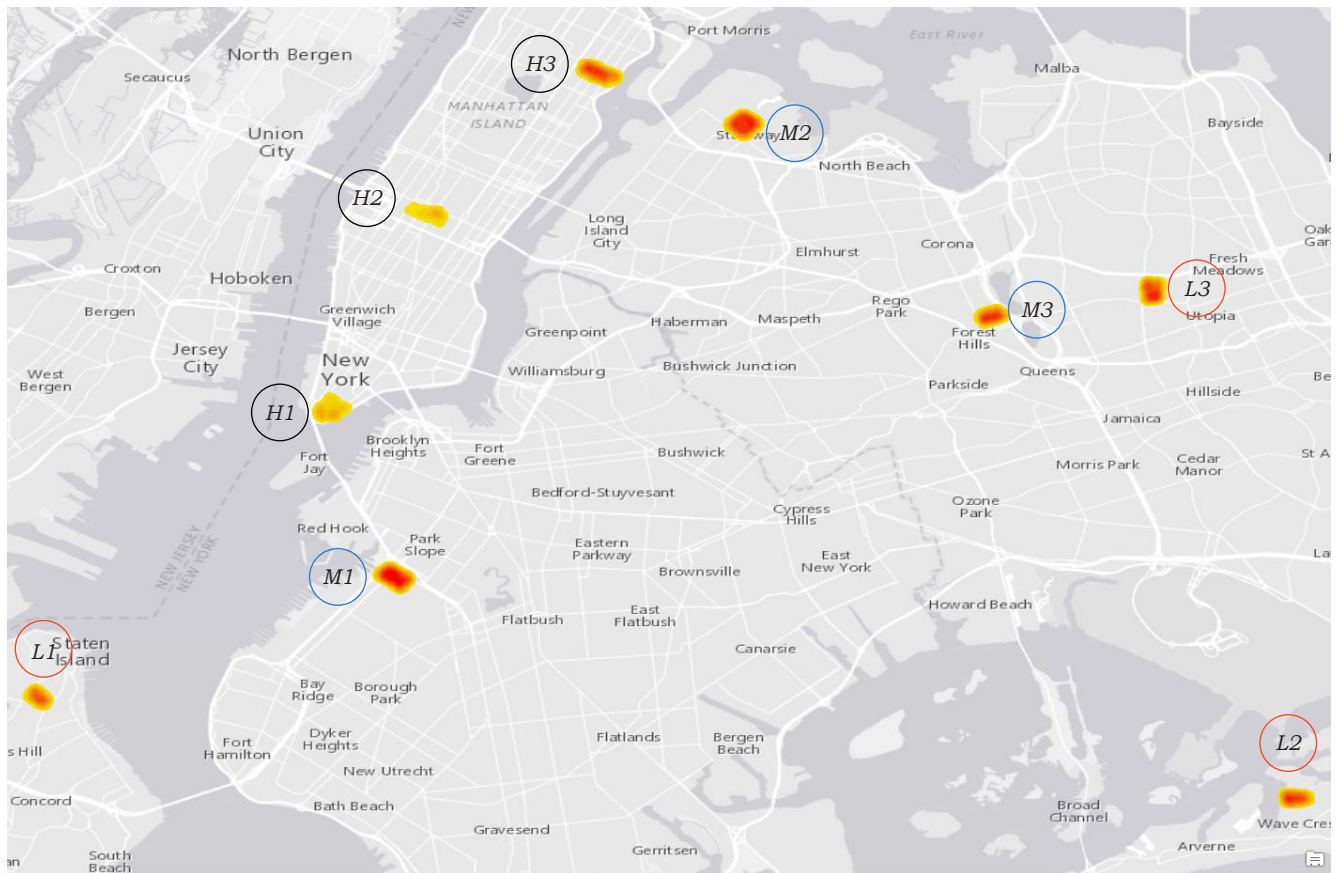 NEW
Port Morris
East River
North Bergen
H3
Malba
Secaucus
MANHATTAN
ISLAND
Bayside
Union
City
M2
North Beach
H2
Long
Island
City
Elmhurst
Corona
Fresh
Meadows
Croxton
Hoboken
L3
Bergen
Greenwich
Village
Greenpoint
Haberman
Maspeth
Rego
Park
M3
Utopia
Forest
Hills
Jersey
City
New
York
West
Bergen
Williamsburg
Bushwick Junction
Parkside
Queens
Hillside
H1
Jamaica
Brooklyn
Heights
Fort
Jay
Fort
Greene
Bushwick
Morris Park
Cedar
Manor
St A
Bedford-Stuyvesant
Cypress
Hills
Ozone
Park
Red Hook
Park
Slope
Eastern
Parkway
East
New York
NEW JERSEY
NEW YORK
M1
Brownsville
Flatbush
East
Flatbush
Howard Beach
L1
Staten
Island
Canarsie
Bay
Ridge
Borough
Park
s Hill
Fort
Hamilton
Dyker
Heights
Flatlands
Bergen
Beach
L2
New Utrecht
Concord
Bath Beach
Broad
Channel
Gravesend
Wave Cres
Arverne
Gerritsen
South
Beach